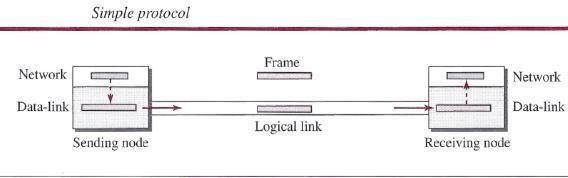 Simple protocol
Frame
Network
Network
Data-link
Data-link
Logical link
Sending node
Receiving node